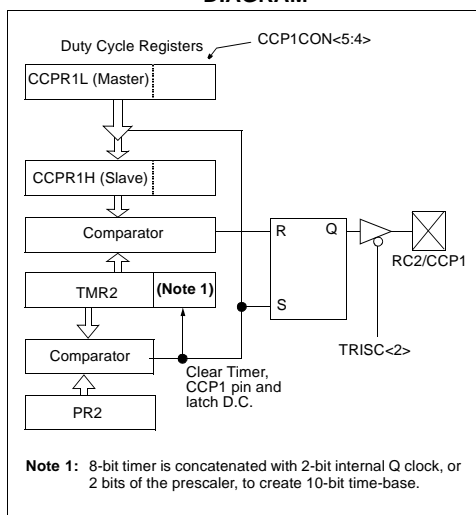 DIAGRAM
Duty Cycle Registers
CCP1CON<5:4>
CCPR1L (Master)
CCPR1H (Slave)
Comparator
R
Q
RC2/CCP1
TMR2
(Note 1)
S
TRISC<2>
Comparator
Clear Timer,
CCP1 pin and
latch D.C.
PR2
Note 1: 8-bit timer is concatenated with 2-bit internal Q clock, or
2 bits of the prescaler, to create 10-bit time-base.